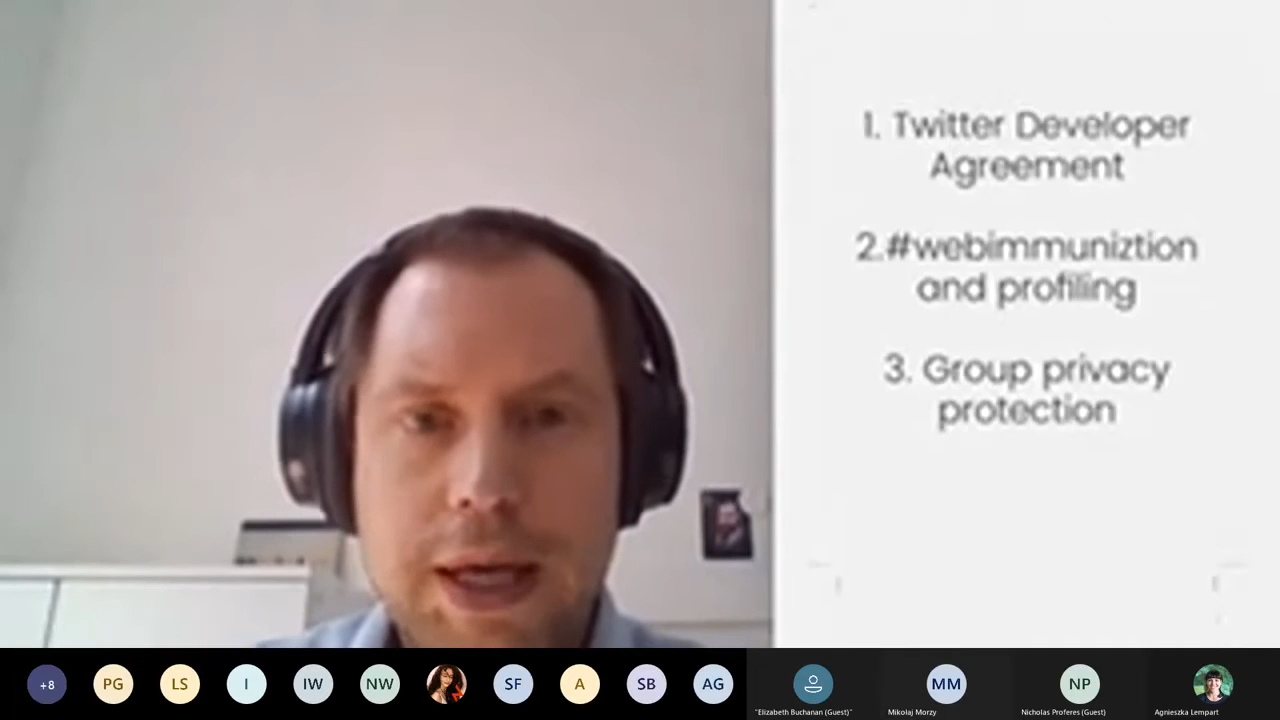 1. Twitter Developer
Agreement
2.#webimmuniztion
and profiling
3. Group privacy
protection
+8
PG
LS
I
IW
NW
SF
A
SB
AG
MM
NP
"Elizabeth Buchanan (Guest)"
Mikołaj Morzy
Nicholas Proferes (Guest)
Agnieszka Lempart